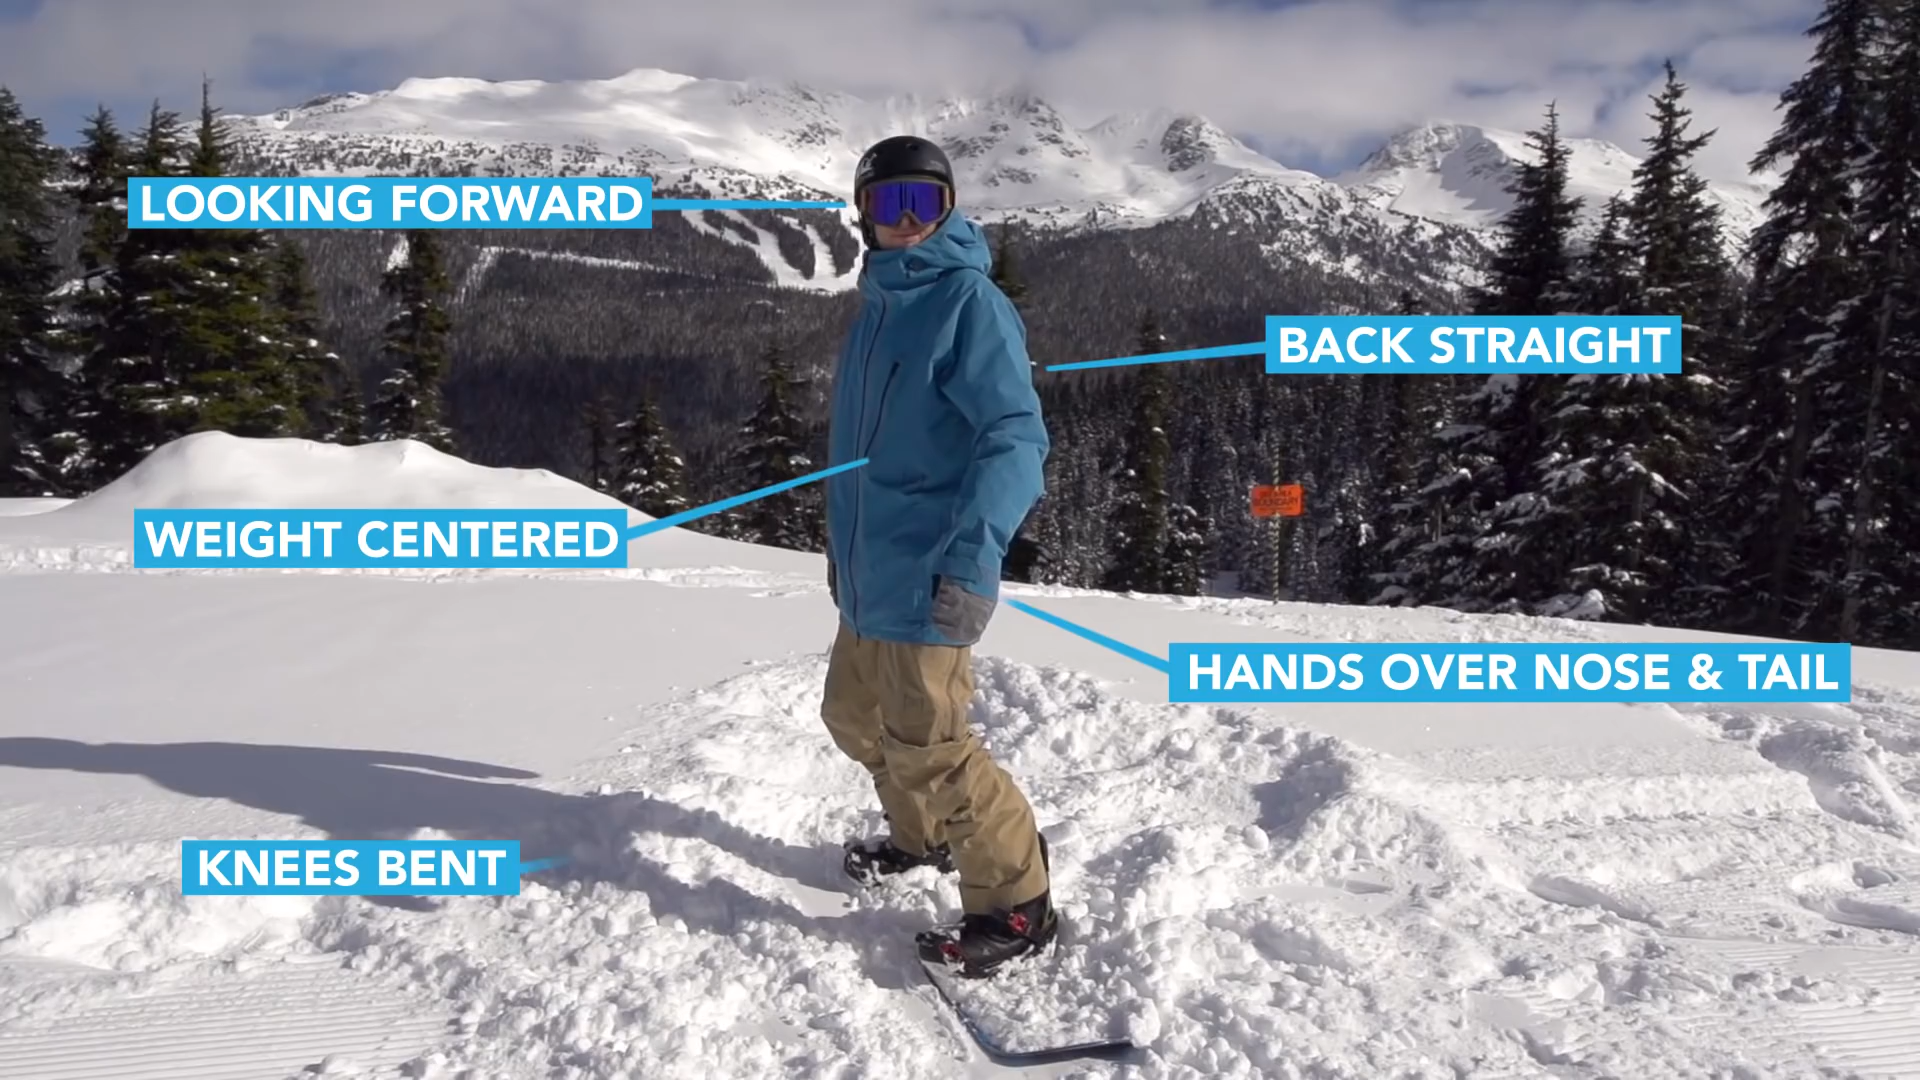 LOOKING FORWARD
BACK STRAIGHT
WEIGHT CENTERED
HANDS OVER NOSE & TAIL
KNEES BENT